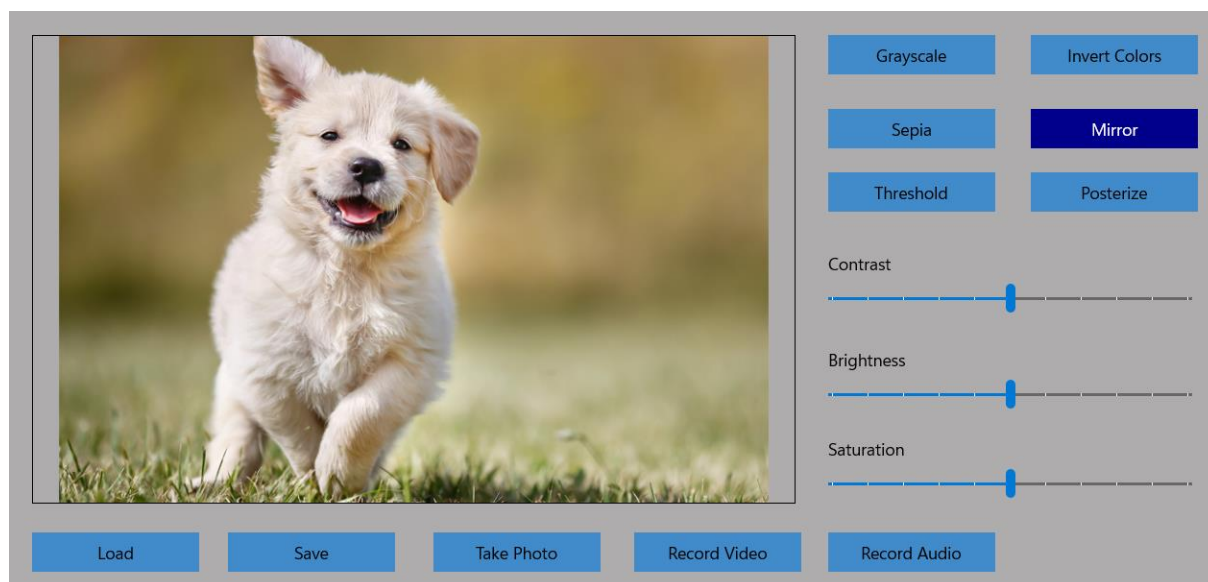 Grayscale
Invert Colors
Sepia
Mirror
Threshold
Posterize
Contrast
Brightness
Saturation
Load
Save
Take Photo
Record Video
Record Audio